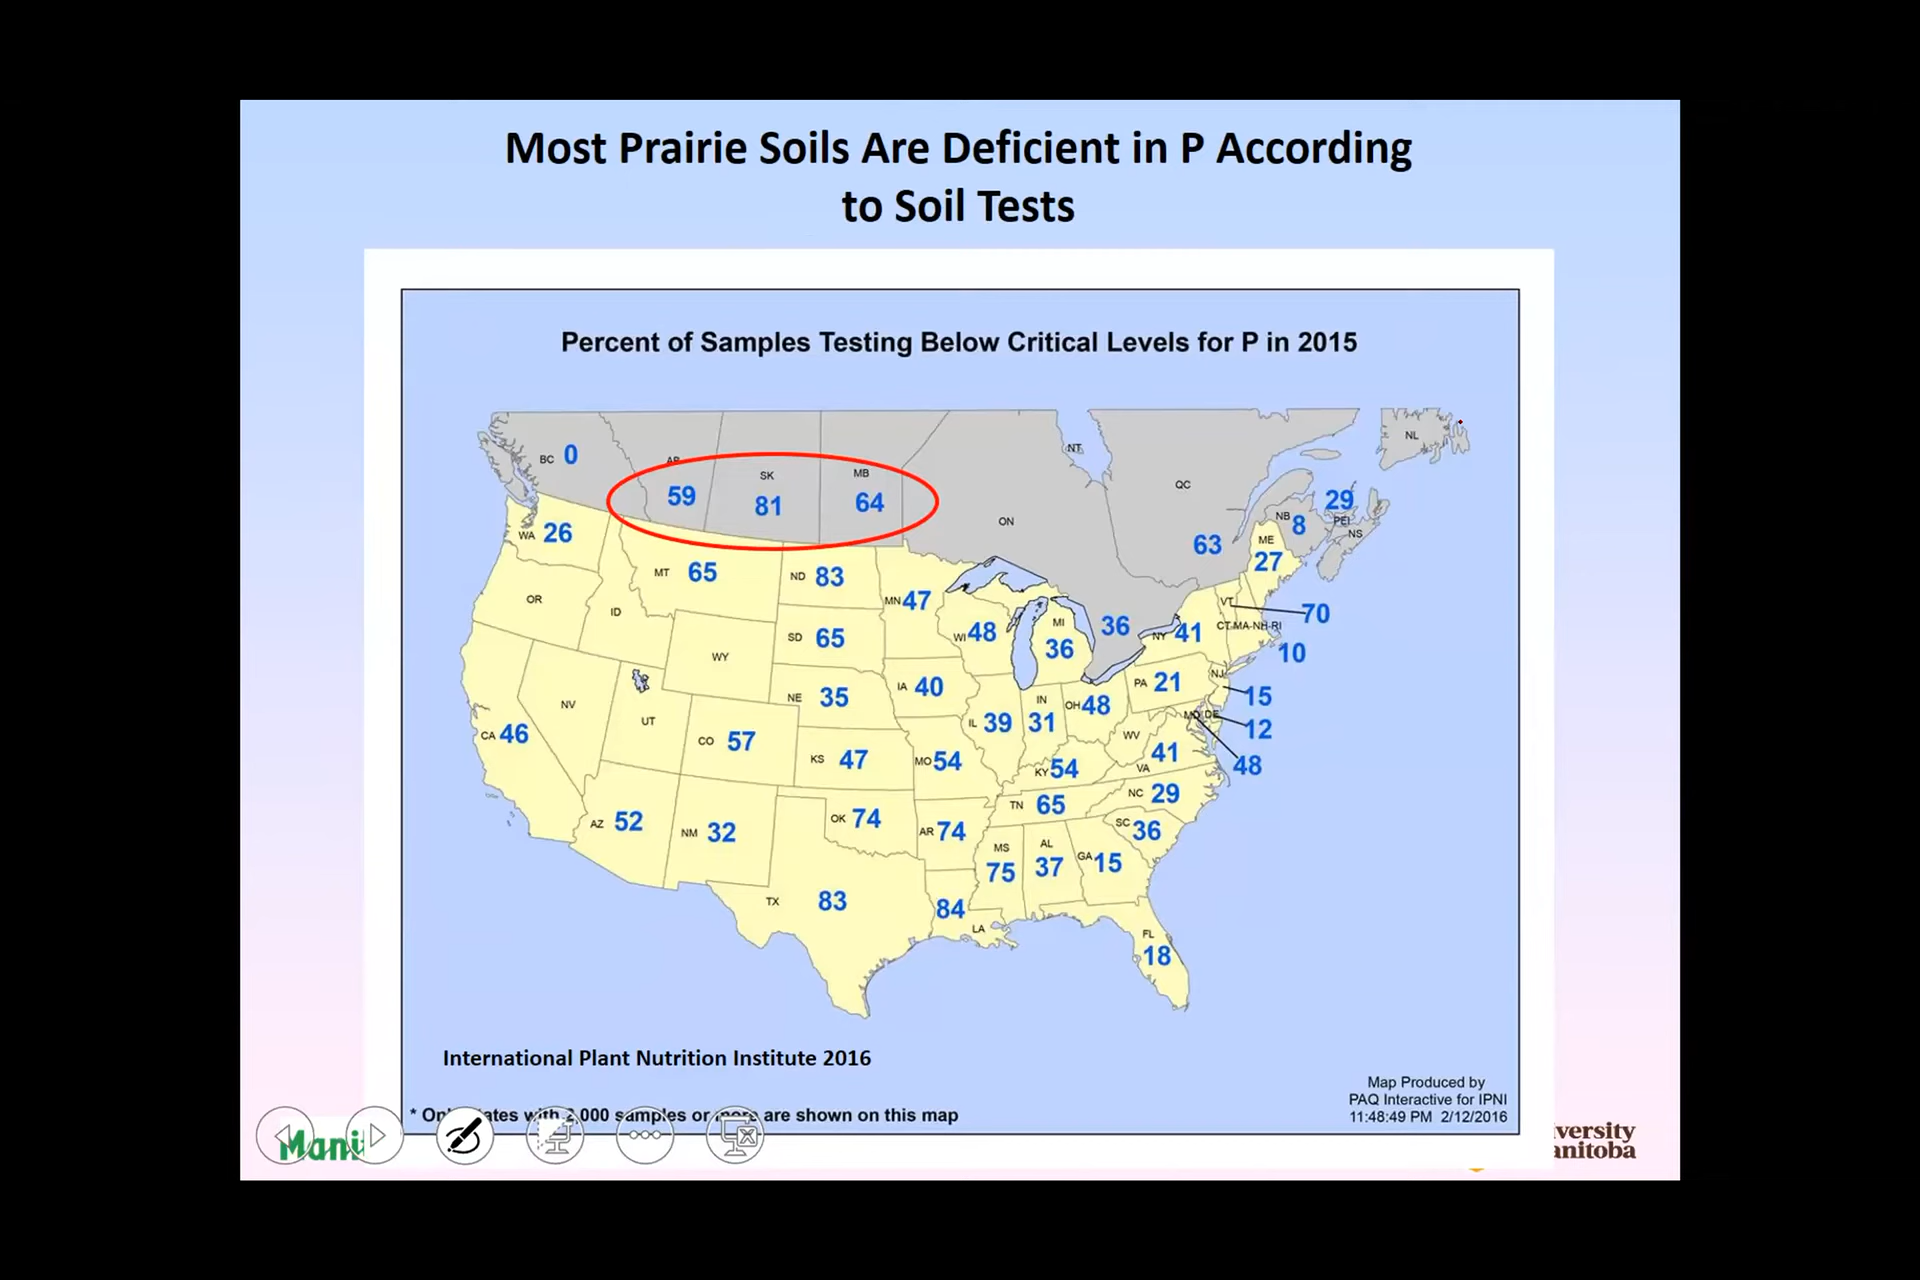 Most Prairie Soils Are Deficient in P According
to Soil Tests
Percent of Samples Testing Below Critical Levels for P in 2015
BC 0
59
SK
81
MB
64
ON
NT
QC
63
NL
NB 8
29
PEI
NS
ME
27
WA 26
MT 65
ND 83
MN 47
OR
ID
WY
SD 65
WI 48
MI
36
36
NY 41
VT
70
CT-MA-NH-RI
10
NV
UT
CO 57
NE 35
IA 40
IL 39
IN
31
OH 48
PA 21
NJ
15
MD DE
12
48
CA 46
KS 47
MO 54
KY 54
WV
41
VA
AZ 52
NM 32
OK 74
AR 74
TN 65
NC 29
SC
36
MS
75
AL
37
GA 15
TX 83
84
LA
FL
18
International Plant Nutrition Institute 2016
* samples or are shown on this map
Map Produced by
PAQ Interactive for IPNI
11:48:49 PM 2/12/2016